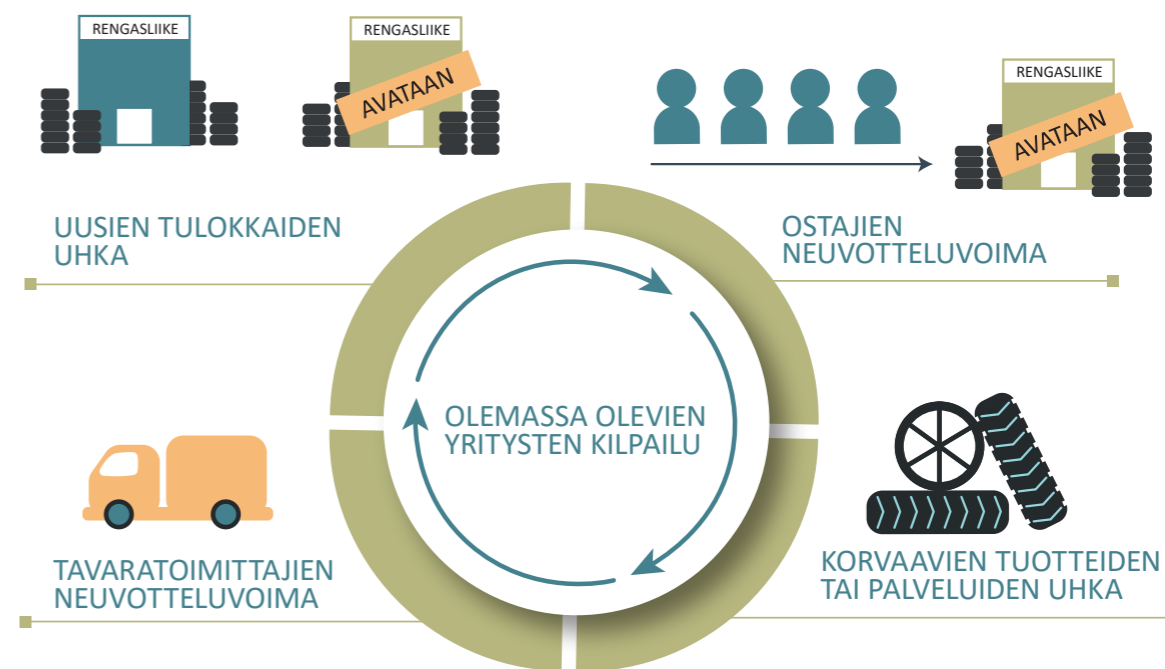 RENGASLIIKE
RENGASLIIKE
AVATAAN
UUSIEN TULOKKAIDEN
UHKA
RENGASLIIKE
AVATAAN
OSTAJIEN
NEUVOTTELUVOIMA
OLEMASSA OLEVIEN
YRITYSTEN KILPAILU
TAVARATOIMITTAJIEN
NEUVOTTELUVOIMA
KORVAAVIEN TUOTTEIDEN
TAI PALVELUIDEN UHKA